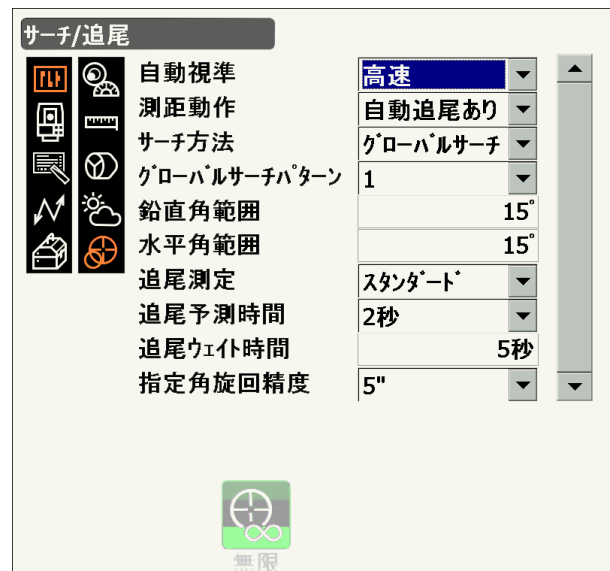 サーチ/追尾
自動視準 高速
測距動作 自動追尾あり
サーチ方法 グローバルサーチ
グローバルサーチパターン 1
鉛直角範囲 15°
水平角範囲 15°
追尾測定 スタンダード
追尾予測時間 2秒
追尾ウェイト時間 5秒
指定角旋回精度 5"
無限